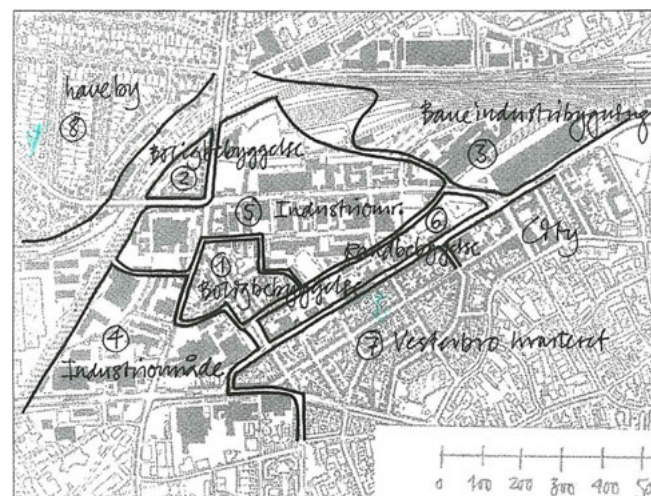 haveby
⑧
Boligbebyggelse
②
Baneindustribygning
③
⑤ Industriomr.
⑥
Randbebyggelse
City
①
Boligbebyggelse
④
Industriområde
⑦ Vesterbro kvarteret
0 100 200 300 400